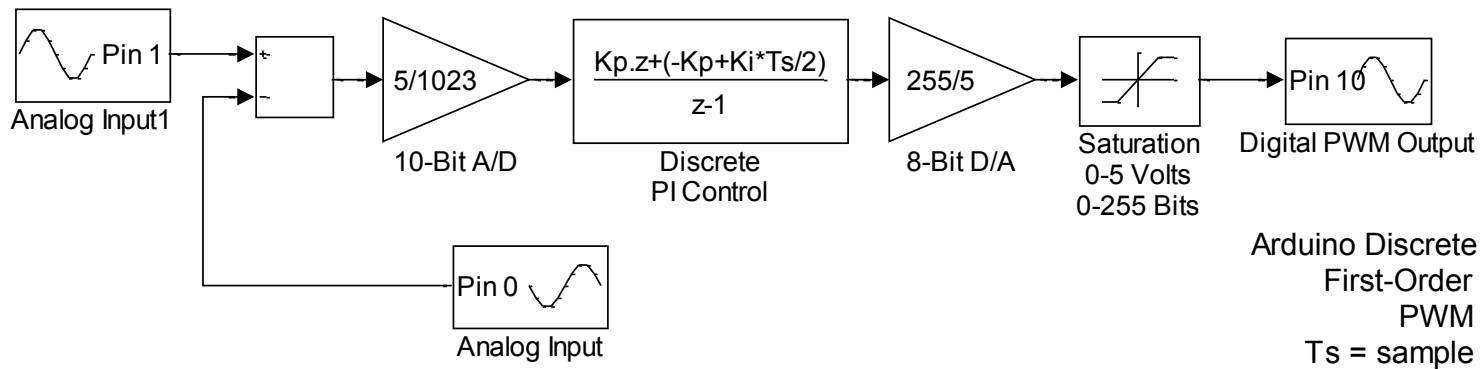 Pin 1
Analog Input1
+
-
5/1023
10-Bit A/D
Kp.z+(-Kp+Ki*Ts/2)
z-1
Discrete
PI Control
255/5
8-Bit D/A
Saturation
0-5 Volts
0-255 Bits
Pin 10
Digital PWM Output
Pin 0
Analog Input
Arduino Discrete
First-Order
PWM
Ts = sample